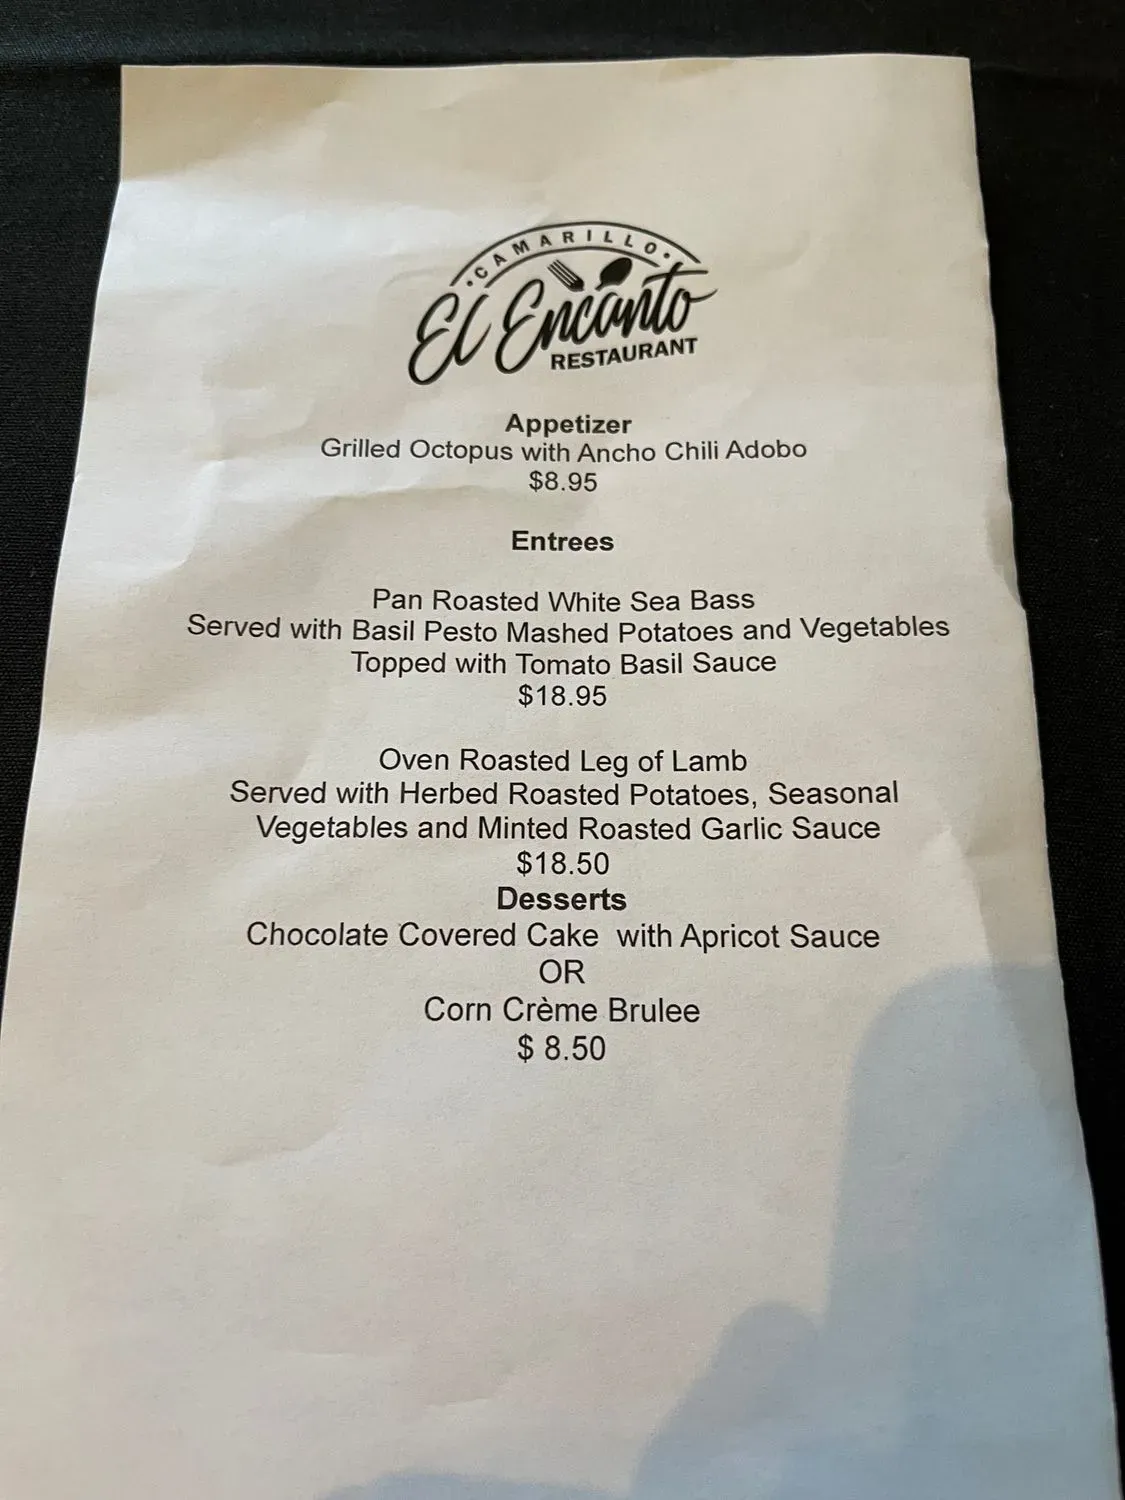 • CAMARILLO •
El Encanto
RESTAURANT
Appetizer
Grilled Octopus with Ancho Chili Adobo
$8.95
Entrees
Pan Roasted White Sea Bass
Served with Basil Pesto Mashed Potatoes and Vegetables
Topped with Tomato Basil Sauce
$18.95
Oven Roasted Leg of Lamb
Served with Herbed Roasted Potatoes, Seasonal
Vegetables and Minted Roasted Garlic Sauce
$18.50
Desserts
Chocolate Covered Cake  with Apricot Sauce
OR
Corn Crème Brulee
$ 8.50